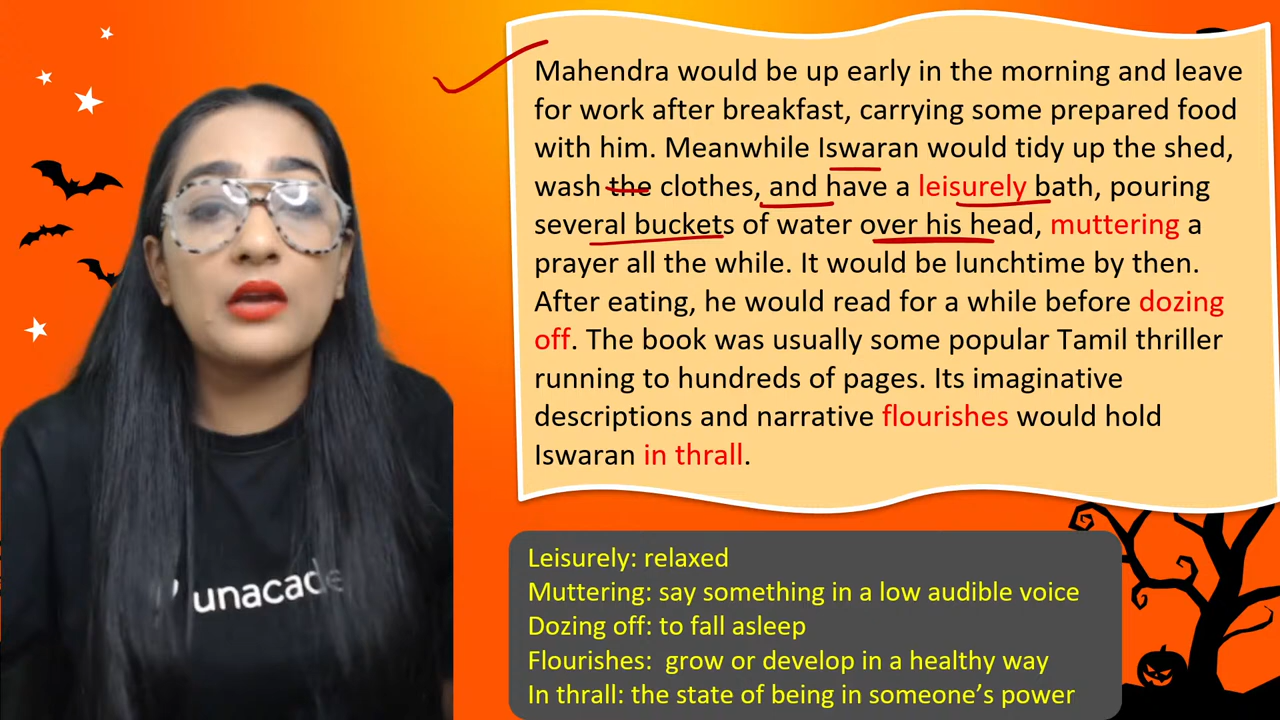 Mahendra would be up early in the morning and leave
for work after breakfast, carrying some prepared food
with him. Meanwhile Iswaran would tidy up the shed,
wash the clothes, and have a leisurely bath, pouring
several buckets of water over his head, muttering a
prayer all the while. It would be lunchtime by then.
After eating, he would read for a while before dozing
off. The book was usually some popular Tamil thriller
running to hundreds of pages. Its imaginative
descriptions and narrative flourishes would hold
Iswaran in thrall.
unacade
Leisurely: relaxed
Muttering: say something in a low audible voice
Dozing off: to fall asleep
Flourishes: grow or develop in a healthy way
In thrall: the state of being in someone's power